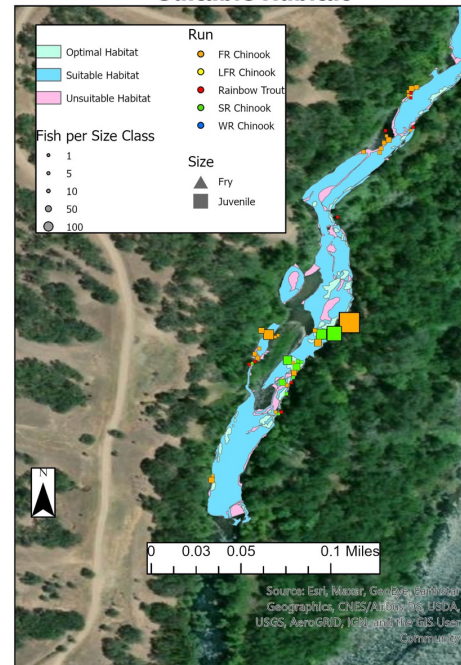 Optimal Habitat
Suitable Habitat
Unsuitable Habitat
Fish per Size Class
1
5
10
50
100
Run
FR Chinook
LFR Chinook
Rainbow Trout
SR Chinook
WR Chinook
Size
Fry
Juvenile
N
0 0.03 0.05 0.1 Miles
Source: Esri, Maxar, GeoEye, Earthstar
Geographics, CNES/Airbus DS, USDA,
USGS, AeroGRID, IGN, and the GIS User
Community